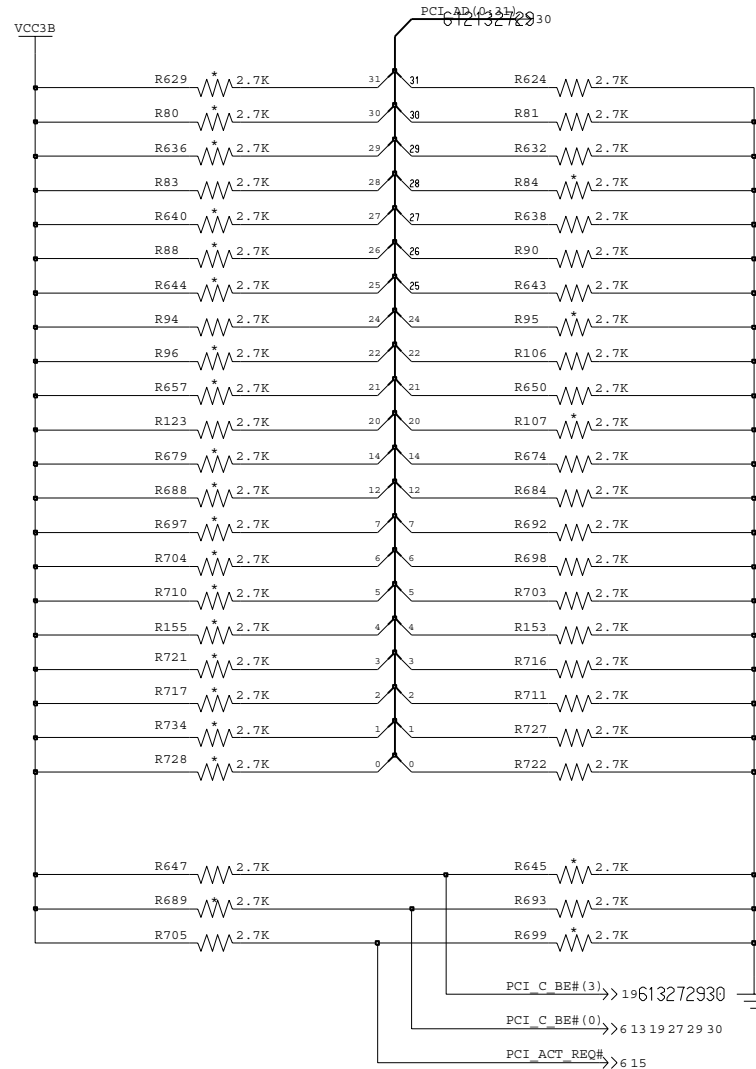 PCI_AD(0:31) 30
VCC3B
R629 * 2.7K 31 31 R624 2.7K
R80 * 2.7K 30 30 R81 2.7K
R636 * 2.7K 29 29 R632 2.7K
R83 2.7K 28 28 R84 * 2.7K
R640 * 2.7K 27 27 R638 2.7K
R88 * 2.7K 26 26 R90 2.7K
R644 * 2.7K 25 25 R643 2.7K
R94 2.7K 24 24 R95 * 2.7K
R96 * 2.7K 22 22 R106 2.7K
R657 * 2.7K 21 21 R650 2.7K
R123 2.7K 20 20 R107 * 2.7K
R679 * 2.7K 14 14 R674 2.7K
R688 * 2.7K 12 12 R684 2.7K
R697 * 2.7K 7 7 R692 2.7K
R704 * 2.7K 6 6 R698 2.7K
R710 * 2.7K 5 5 R703 2.7K
R155 * 2.7K 4 4 R153 2.7K
R721 * 2.7K 3 3 R716 2.7K
R717 * 2.7K 2 2 R711 2.7K
R734 * 2.7K 1 1 R727 2.7K
R728 * 2.7K 0 0 R722 2.7K
R647 2.7K R645 * 2.7K
R689 * 2.7K R693 2.7K
R705 2.7K R699 * 2.7K
PCI_C_BE#(3) 19 613272930
PCI_C_BE#(0) 6 13 19 27 29 30
PCI_ACT_REQ# 6 15